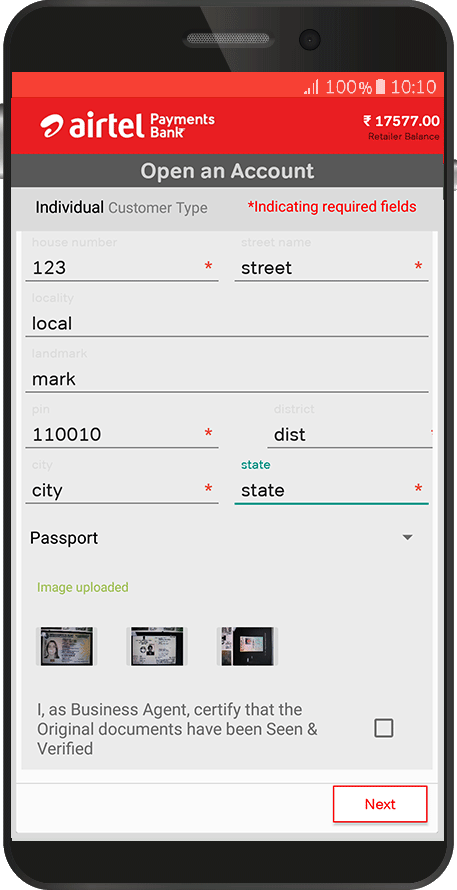 100% 10:10
airtel Payments Bank
₹ 17577.00
Retailer Balance
Open an Account
Individual Customer Type *Indicating required fields
house number street name
123 * street *
locality
local
landmark
mark
pin district
110010 * dist
city state
city * state *
Passport
Image uploaded
I, as Business Agent, certify that the
Original documents have been Seen &
Verified
Next